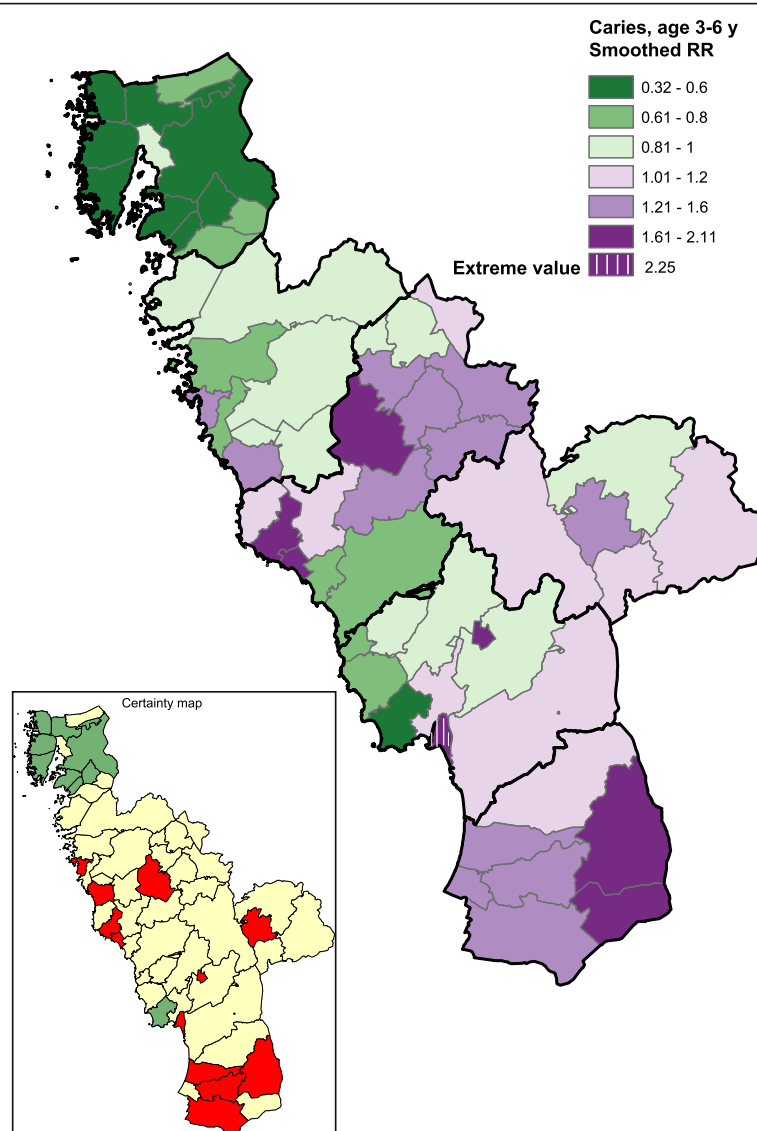 Caries, age 3-6 y
Smoothed RR
0.32 - 0.6
0.61 - 0.8
0.81 - 1
1.01 - 1.2
1.21 - 1.6
1.61 - 2.11
Extreme value 2.25
Certainty map